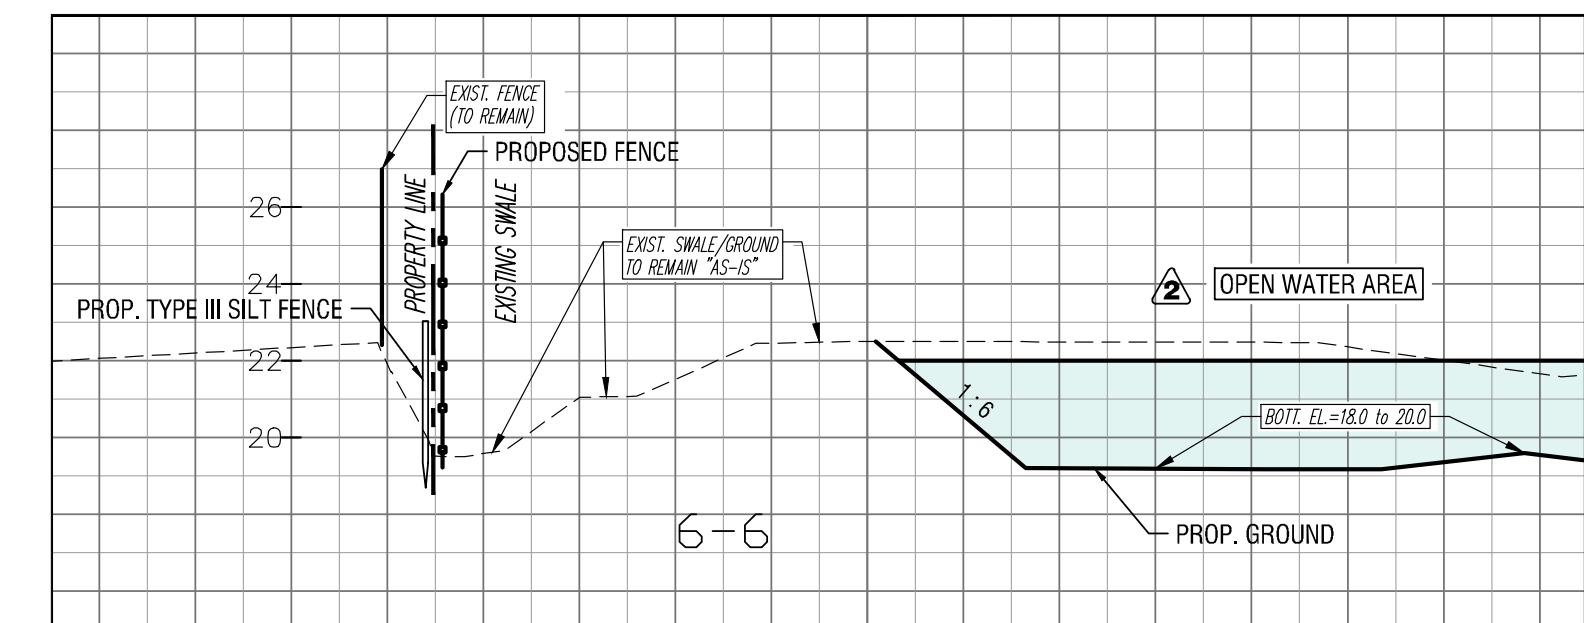 EXIST. FENCE
(TO REMAIN)
PROPOSED FENCE
PROPERTY LINE
EXISTING SWALE
26
EXIST. SWALE/GROUND
TO REMAIN "AS-IS"
24
2
OPEN WATER AREA
PROP. TYPE III SILT FENCE
22
1:6
BOTT. EL.=18.0 to 20.0
20
6-6
PROP. GROUND